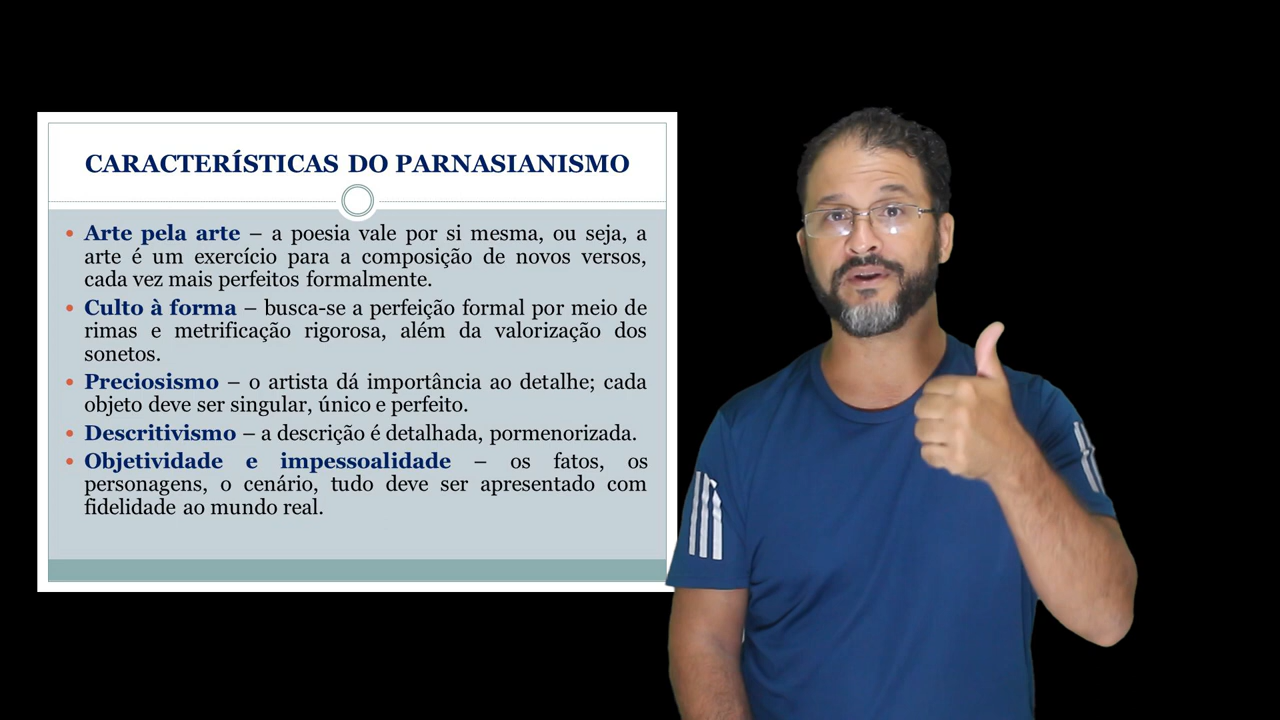 CARACTERÍSTICAS DO PARNASIANISMO
• Arte pela arte – a poesia vale por si mesma, ou seja, a
arte é um exercício para a composição de novos versos,
cada vez mais perfeitos formalmente.
• Culto à forma – busca-se a perfeição formal por meio de
rimas e metrificação rigorosa, além da valorização dos
sonetos.
• Preciosismo – o artista dá importância ao detalhe; cada
objeto deve ser singular, único e perfeito.
• Descritivismo – a descrição é detalhada, pormenorizada.
• Objetividade e impessoalidade – os fatos, os
personagens, o cenário, tudo deve ser apresentado com
fidelidade ao mundo real.